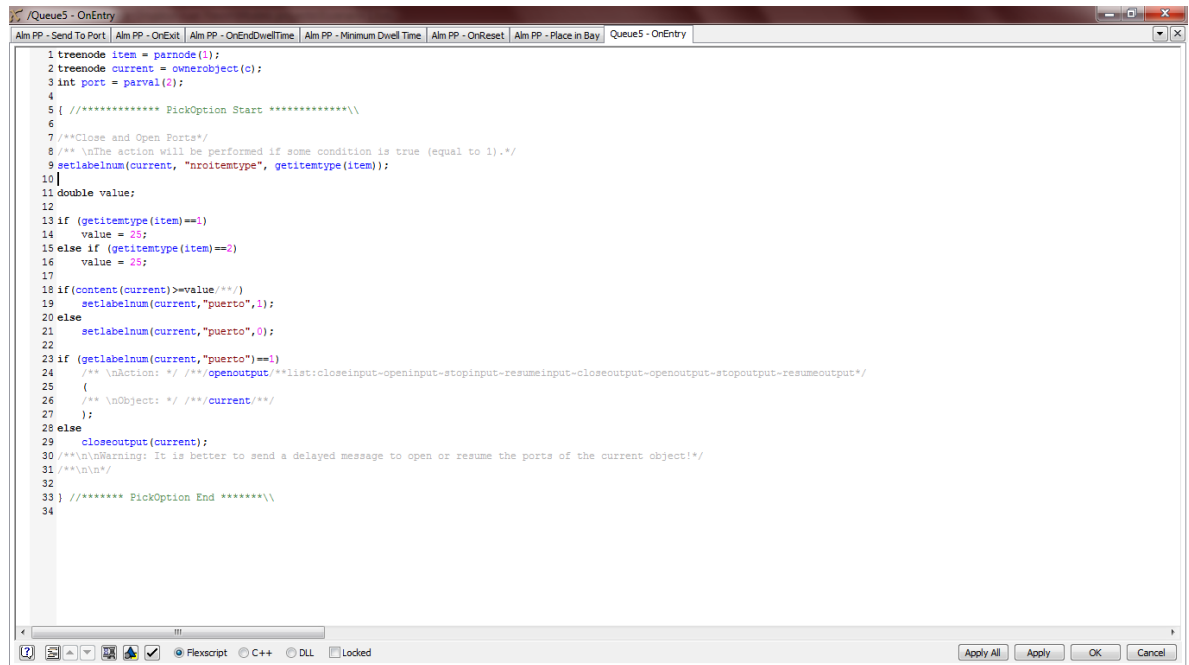 /Queue5 - OnEntry
Alm PP - Send To Port Alm PP - OnExit Alm PP - OnEndDwellTime Alm PP - Minimum Dwell Time Alm PP - OnReset Alm PP - Place in Bay Queue5 - OnEntry
1 treenode item = parnode(1);
2 treenode current = ownerobject(c);
3 int port = parval(2);
4
5 { //************* PickOption Start *************\\
6
7 /**Close and Open Ports*/
8 /** \nThe action will be performed if some condition is true (equal to 1).*/
9 setlabelnum(current, "nroitemtype", getitemtype(item));
10
11 double value;
12
13 if (getitemtype(item)==1)
14 value = 25;
15 else if (getitemtype(item)==2)
16 value = 25;
17
18 if(content(current)>=value/**/)
19 setlabelnum(current,"puerto",1);
20 else
21 setlabelnum(current,"puerto",0);
22
23 if (getlabelnum(current,"puerto")==1)
24 /** \nAction: */ /**/openoutput/**list:closeinput-openinput-stopinput-resumeinput-closeoutput-openoutput-stopoutput-resumeoutput*/
25 (
26 /** \nObject: */ /**/current/**/
27 );
28 else
29 closeoutput(current);
30 /**\n\nWarning: It is better to send a delayed message to open or resume the ports of the current object!*/
31 /**\n\n*/
32
33 } //******* PickOption End *******\\
34
Flexscript C++ DLL Locked Apply All Apply OK Cancel